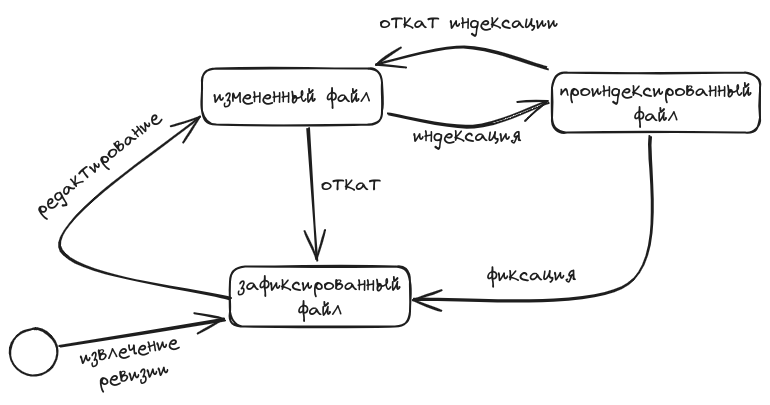 откат индексации
измененный файл
проиндексированный
файл
индексация
редактирование
откат
зафиксированный
файл
фиксация
извлечение
ревизии